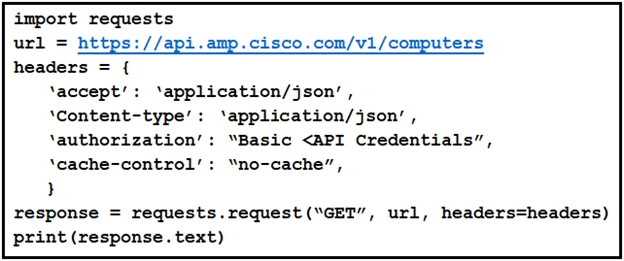 import requests
url = https://api.amp.cisco.com/v1/computers
headers = {
‘accept’: ‘application/json’,
‘Content-type’: ‘application/json’,
‘authorization’: “Basic <API Credentials”,
‘cache-control’: “no-cache”,
}
response = requests.request(“GET”, url, headers=headers)
print(response.text)